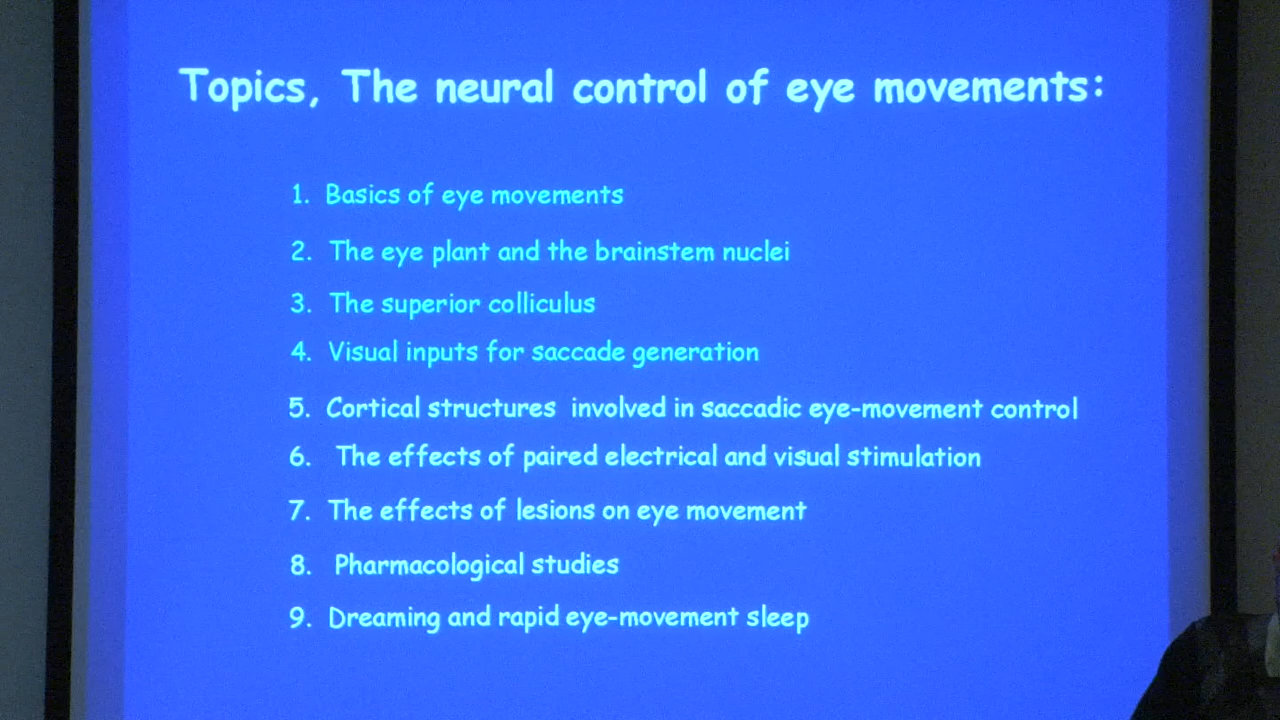 Topics, The neural control of eye movements:
1. Basics of eye movements
2. The eye plant and the brainstem nuclei
3. The superior colliculus
4. Visual inputs for saccade generation
5. Cortical structures involved in saccadic eye-movement control
6. The effects of paired electrical and visual stimulation
7. The effects of lesions on eye movement
8. Pharmacological studies
9. Dreaming and rapid eye-movement sleep